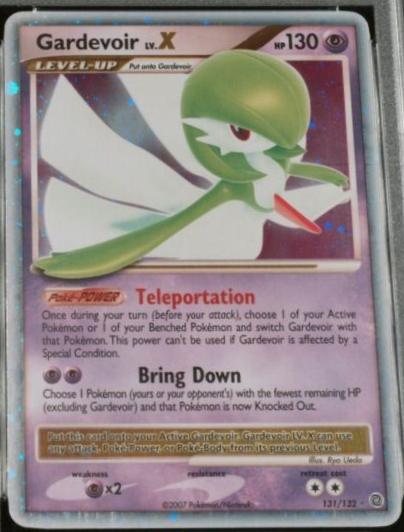 Gardevoir LV.X HP 130
LEVEL-UP Put onto Gardevoir
Poké-POWER Teleportation
Once during your turn (before your attack), choose 1 of your Active
Pokémon or 1 of your Benched Pokémon and switch Gardevoir with
that Pokémon. This power can't be used if Gardevoir is affected by a
Special Condition.
Bring Down
Choose 1 Pokémon (yours or your opponent's) with the fewest remaining HP
(excluding Gardevoir) and that Pokémon is now Knocked Out.
Put this card onto your Active Gardevoir. Gardevoir LV. X can use
any attack, Poké-Power, or Poké-Body from its previous Level.
Illus. Ryo Ueda
weakness resistance retreat cost
x2
©2007 Pokémon/Nintendo 131/132